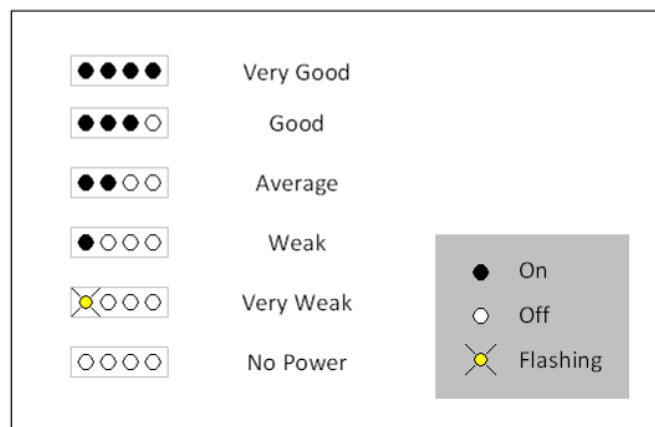 Very Good
Good
Average
Weak
Very Weak
No Power
On
Off
Flashing